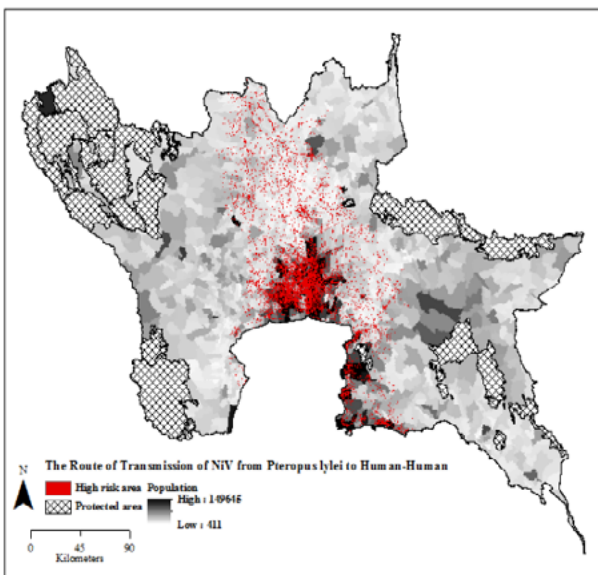 The Route of Transmission of NiV from Pteropus lylei to Human-Human
N
High risk area
Protected area
Population
High : 149645
Low : 411
0 45 90
Kilometers